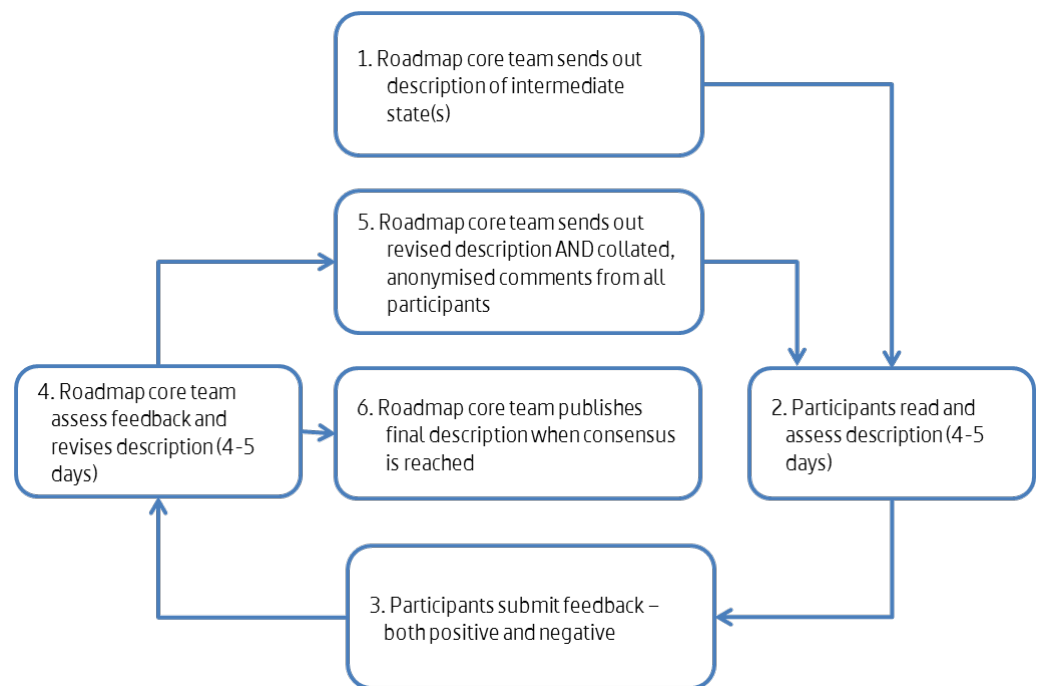 1. Roadmap core team sends out
description of intermediate
state(s)
5. Roadmap core team sends out
revised description AND collated,
anonymised comments from all
participants
4. Roadmap core team
assess feedback and
revises description (4-5
days)
6. Roadmap core team publishes
final description when consensus
is reached
2. Participants read and
assess description (4-5
days)
3. Participants submit feedback –
both positive and negative